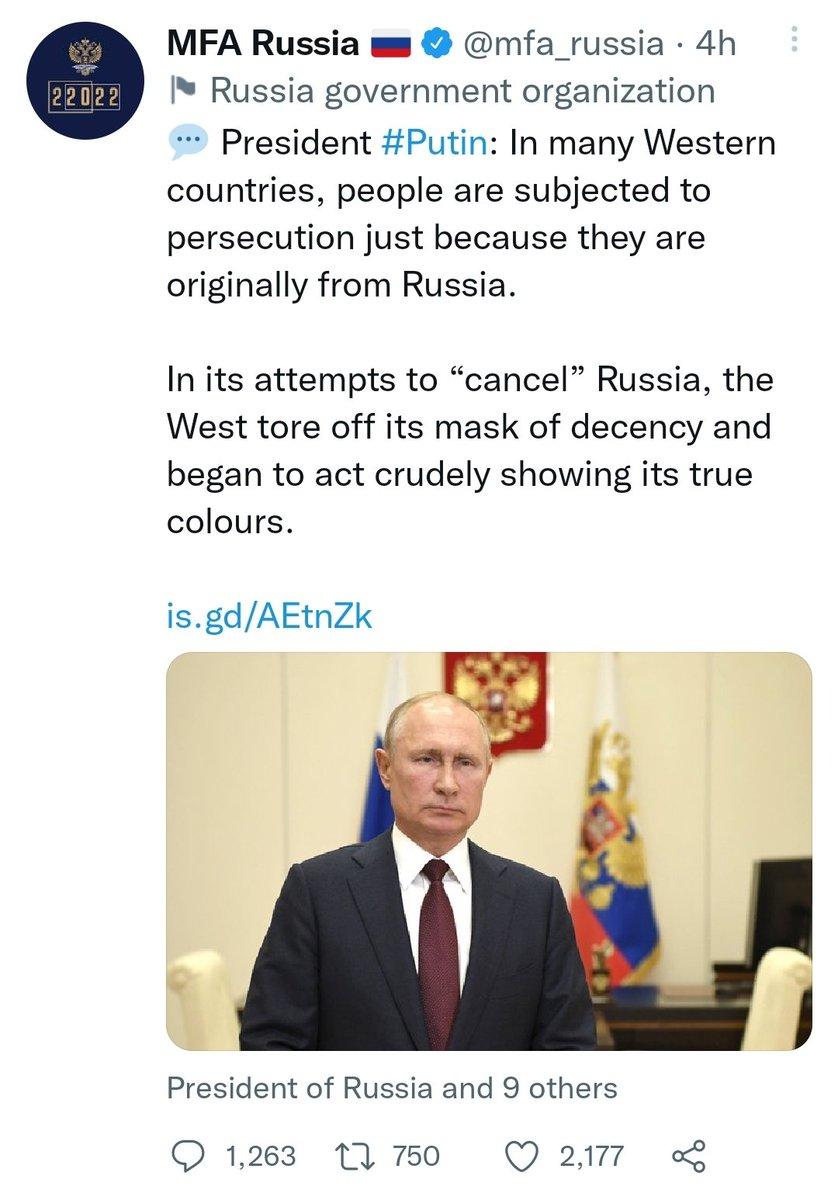 MFA Russia 🇷🇺 @mfa_russia · 4h
22022
Russia government organization
💬 President #Putin: In many Western
countries, people are subjected to
persecution just because they are
originally from Russia.
In its attempts to “cancel” Russia, the
West tore off its mask of decency and
began to act crudely showing its true
colours.
is.gd/AEtnZk
President of Russia and 9 others
1,263 750 2,177